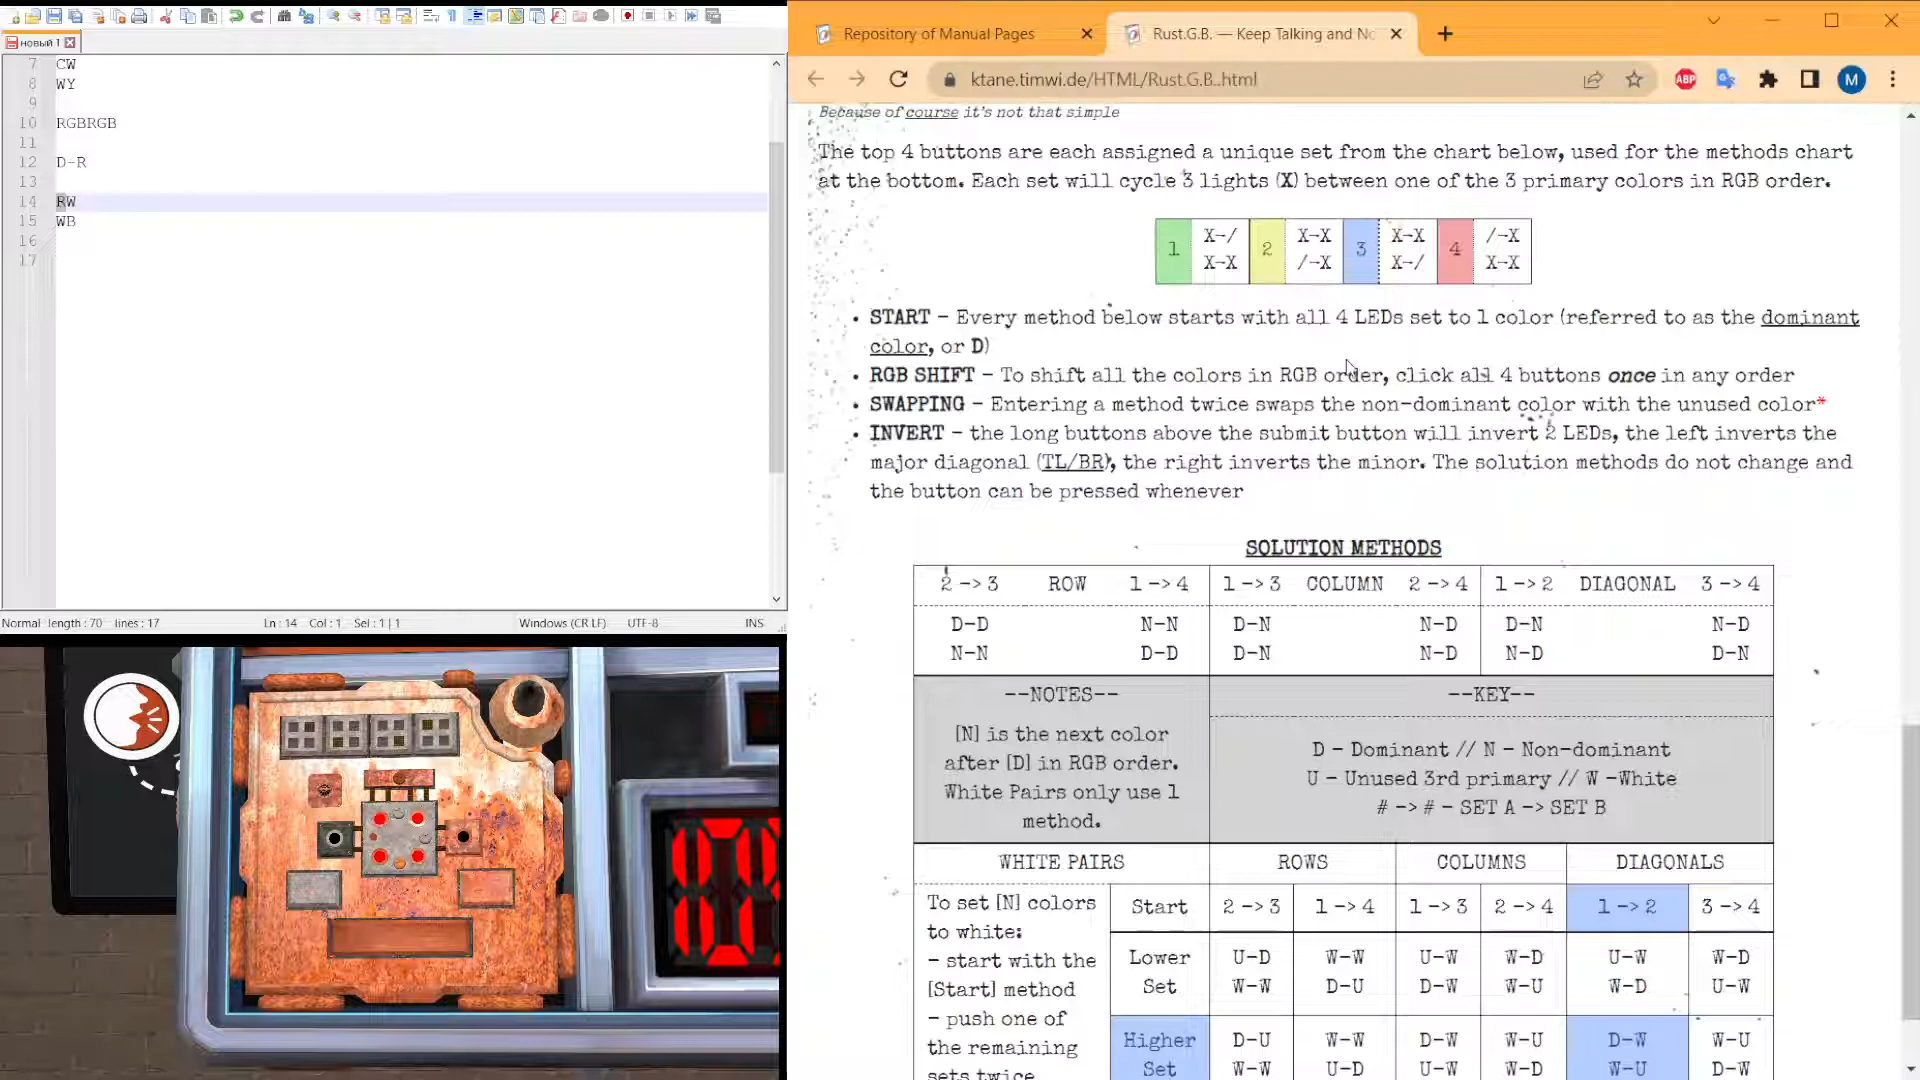 новый 1
7 CW
8 WY
9
10 RGBRGB
11
12 D-R
13
14 RW
15 WB
16
17
Normal length : 70 lines : 17 Ln : 14 Col : 1 Sel : 1 | 1 Windows (CR LF) UTF-8 INS
Repository of Manual Pages
Rust.G.B. — Keep Talking and No
ktane.timwi.de/HTML/Rust.G.B..html
ABP
M
Because of course it's not that simple
The top 4 buttons are each assigned a unique set from the chart below, used for the methods chart
at the bottom. Each set will cycle 3 lights (X) between one of the 3 primary colors in RGB order.
1 X-/ 2 X-X 3 X-X 4 /-X
X-X /-X X-/ X-X
• START – Every method below starts with all 4 LEDs set to 1 color (referred to as the dominant
color, or D)
• RGB SHIFT – To shift all the colors in RGB order, click all 4 buttons once in any order
• SWAPPING – Entering a method twice swaps the non-dominant color with the unused color*
• INVERT – the long buttons above the submit button will invert 2 LEDs, the left inverts the
major diagonal (TL/BR), the right inverts the minor. The solution methods do not change and
the button can be pressed whenever
SOLUTION METHODS
2 -> 3 ROW 1 -> 4 1 -> 3 COLUMN 2 -> 4 1 -> 2 DIAGONAL 3 -> 4
D-D N-N D-N N-D D-N N-D
N-N D-D D-N N-D N-D D-N
--NOTES-- --KEY--
[N] is the next color
after [D] in RGB order.
White Pairs only use 1
method.
D – Dominant // N – Non-dominant
U – Unused 3rd primary // W -White
# -> # – SET A -> SET B
WHITE PAIRS ROWS COLUMNS DIAGONALS
To set [N] colors
to white:
– start with the
[Start] method
– push one of
the remaining
sets twice
Start 2 -> 3 1 -> 4 1 -> 3 2 -> 4 1 -> 2 3 -> 4
Lower U-D W-W U-W W-D U-W W-D
Set W-W D-U D-W W-U W-D U-W
Higher D-U W-W D-W W-U D-W W-U
Set W-W U-D U-W W-D W-U D-W